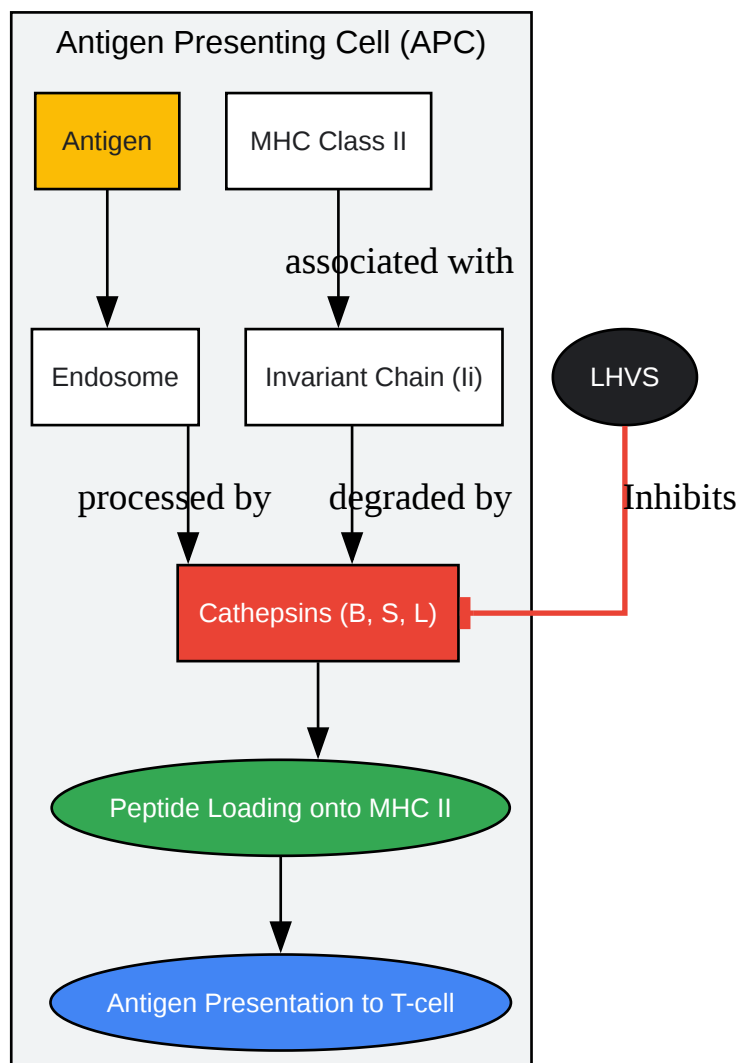 Antigen Presenting Cell (APC)
Antigen
MHC Class II
associated with
Endosome
Invariant Chain (Ii)
LHVS
processed by
degraded by
Inhibits
Cathepsins (B, S, L)
Peptide Loading onto MHC II
Antigen Presentation to T-cell